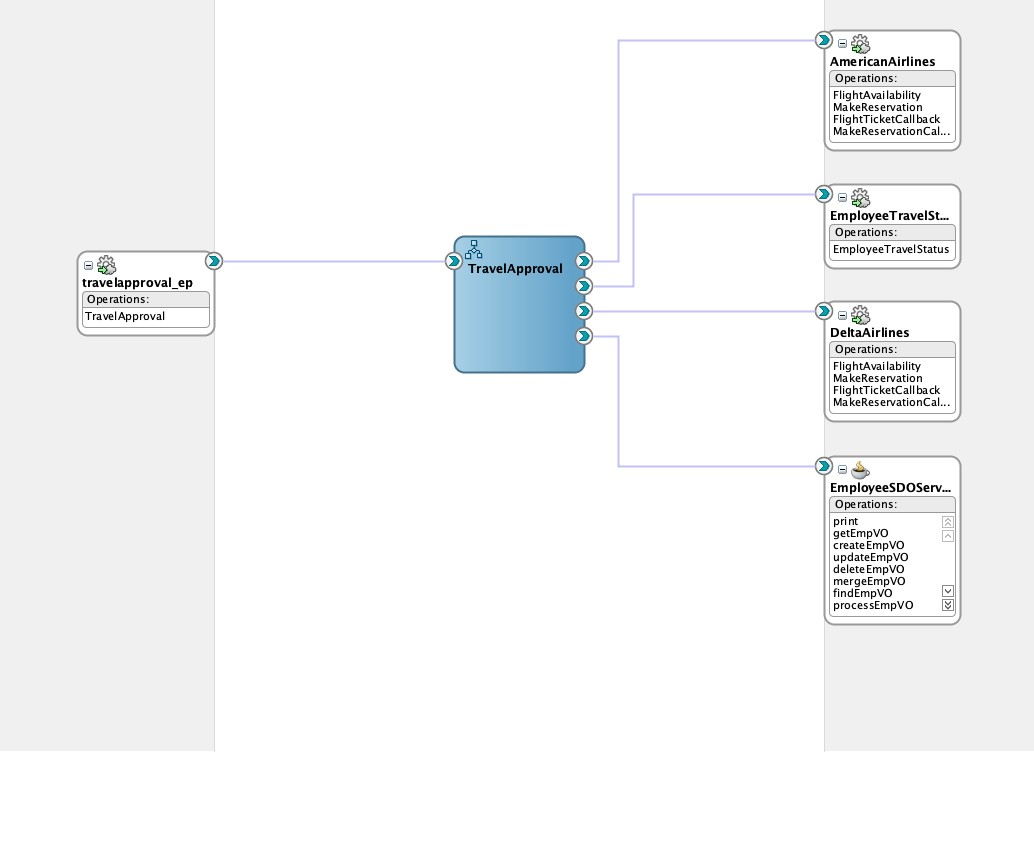 travelapproval_ep
Operations:
TravelApproval
TravelApproval
AmericanAirlines
Operations:
FlightAvailability
MakeReservation
FlightTicketCallback
MakeReservationCal...
EmployeeTravelSt...
Operations:
EmployeeTravelStatus
DeltaAirlines
Operations:
FlightAvailability
MakeReservation
FlightTicketCallback
MakeReservationCal...
EmployeeSDOServ...
Operations:
print
getEmpVO
createEmpVO
updateEmpVO
deleteEmpVO
mergeEmpVO
findEmpVO
processEmpVO